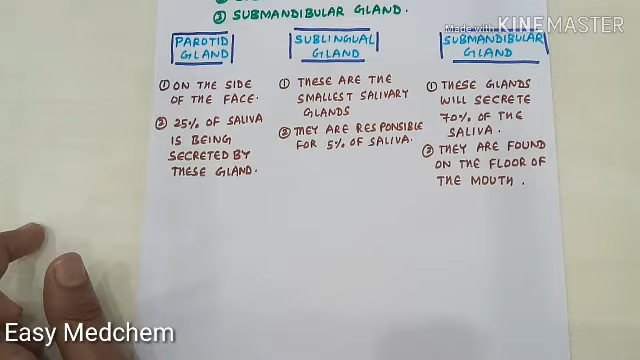 ③ SUBMANDIBULAR GLAND.
Made with KINEMASTER
PAROTID
GLAND
① ON THE SIDE
OF THE FACE.
② 25% OF SALIVA
IS BEING
SECRETED BY
THESE GLAND.
SUBLINGUAL
GLAND
① THESE ARE THE
SMALLEST SALIVARY
GLANDS
② THEY ARE RESPONSIBLE
FOR 5% OF SALIVA.
SUBMANDIBULAR
GLAND
① THESE GLANDS
WILL SECRETE
70% OF THE
SALIVA.
② THEY ARE FOUND
ON THE FLOOR OF
THE MOUTH.
Easy Medchem